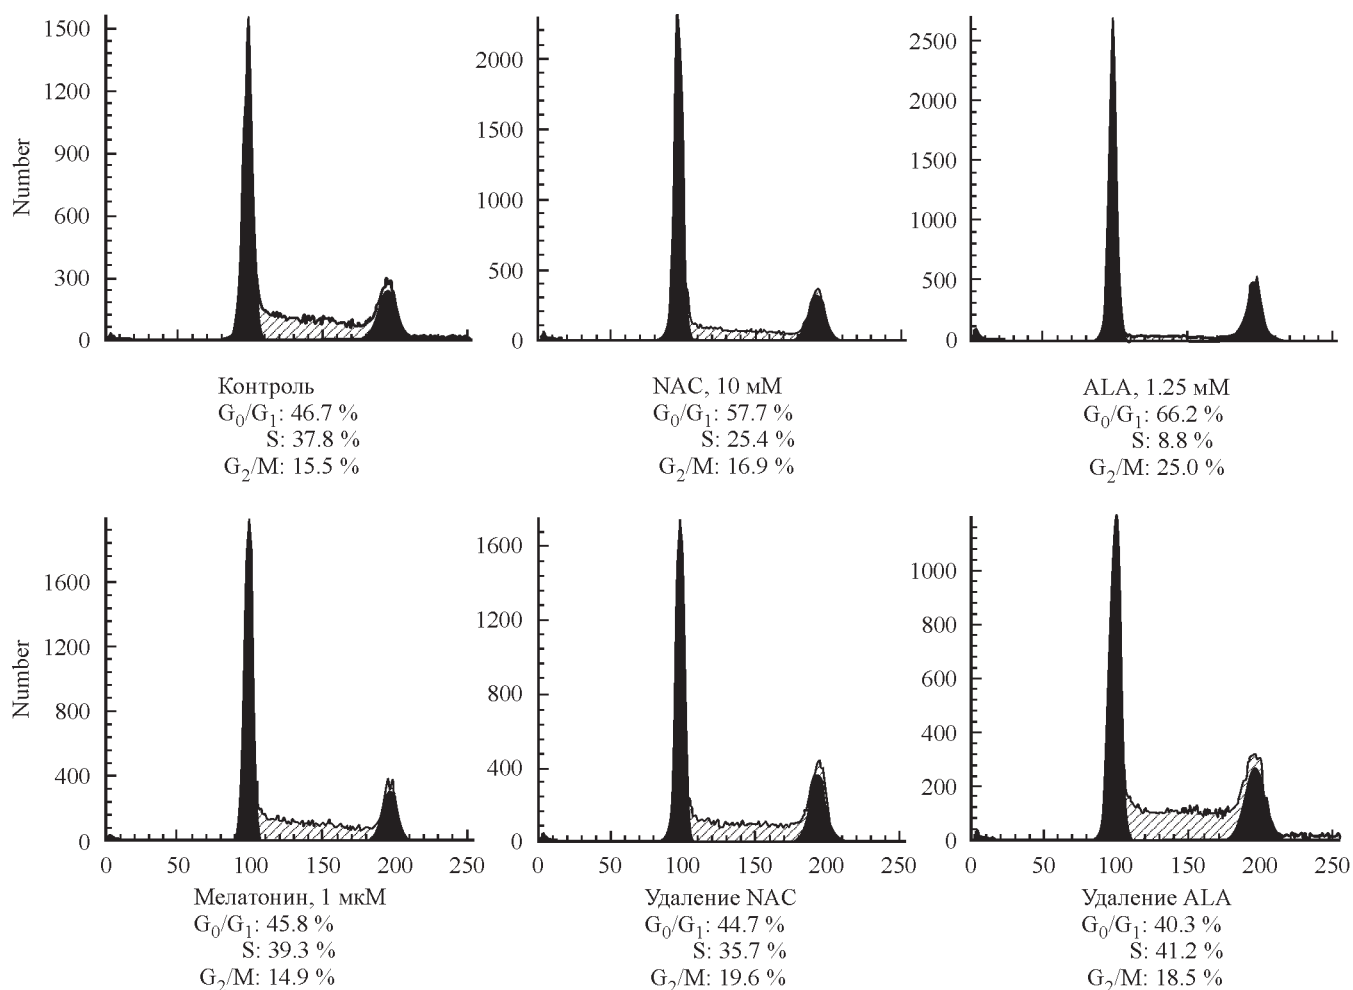 1500
1200
900
600
300
0
Number
2000
1500
1000
500
0
2500
2000
1500
1000
500
0
Контроль
G0/G1: 46.7 %
S: 37.8 %
G2/M: 15.5 %
NAC, 10 мМ
G0/G1: 57.7 %
S: 25.4 %
G2/M: 16.9 %
ALA, 1.25 мМ
G0/G1: 66.2 %
S: 8.8 %
G2/M: 25.0 %
1600
1200
800
400
0
Number
0 50 100 150 200 250
1600
1200
800
400
0
0 50 100 150 200 250
1000
800
600
400
200
0
0 50 100 150 200 250
Мелатонин, 1 мкМ
G0/G1: 45.8 %
S: 39.3 %
G2/M: 14.9 %
Удаление NAC
G0/G1: 44.7 %
S: 35.7 %
G2/M: 19.6 %
Удаление ALA
G0/G1: 40.3 %
S: 41.2 %
G2/M: 18.5 %